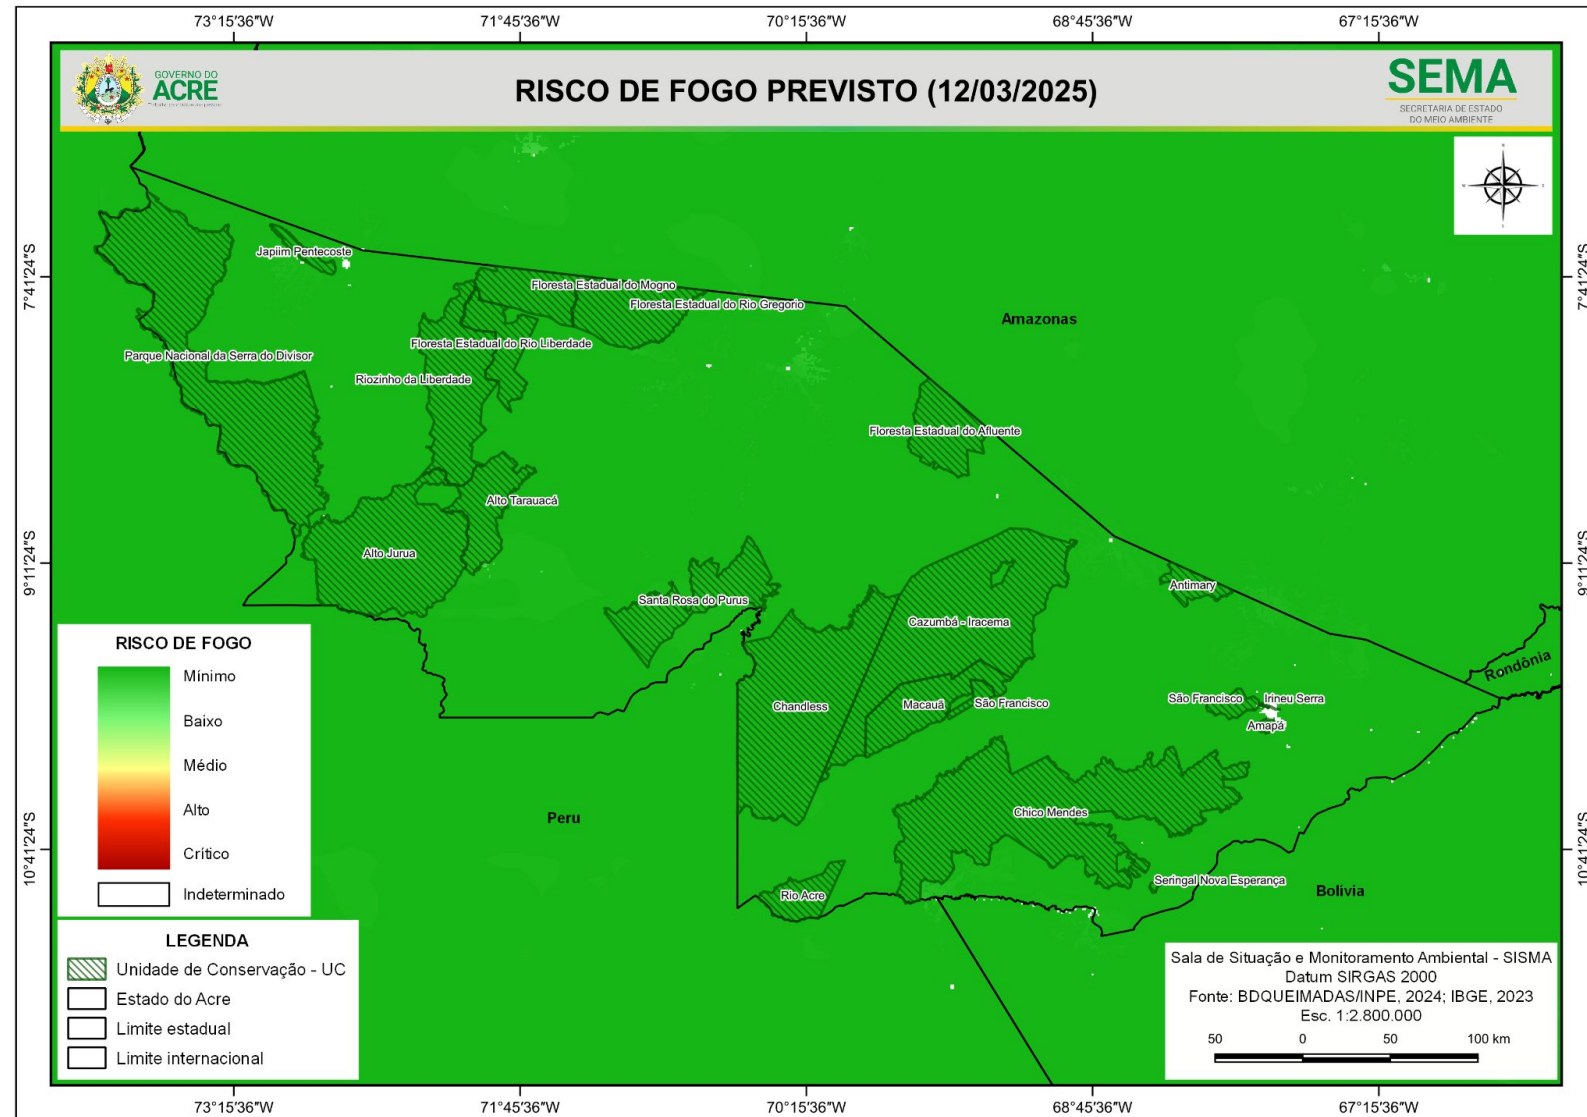 73°15'36"W
71°45'36"W
70°15'36"W
68°45'36"W
67°15'36"W
GOVERNO DO
ACRE
RISCO DE FOGO PREVISTO (12/03/2025)
SEMA
SECRETARIA DE ESTADO
DO MEIO AMBIENTE
7°41'24"S
7°41'24"S
Japiim Pentecoste
Floresta Estadual do Mogno
Floresta Estadual do Rio Gregorio
Amazonas
Floresta Estadual do Rio Liberdade
Parque Nacional da Serra do Divisor
Riozinho da Liberdade
Floresta Estadual do Afluente
Alto Tarauacá
Alto Jurua
9°11'24"S
9°11'24"S
Antimary
Santa Rosa do Purus
Cazumbá - Iracema
Rondônia
Chandless
Macauã
São Francisco
São Francisco
Irineu Serra
Amapá
Chico Mendes
Peru
Seringal Nova Esperança
Bolivia
Rio Acre
10°41'24"S
10°41'24"S
RISCO DE FOGO
Mínimo
Baixo
Médio
Alto
Crítico
Indeterminado
LEGENDA
Unidade de Conservação - UC
Estado do Acre
Limite estadual
Limite internacional
Sala de Situação e Monitoramento Ambiental - SISMA
Datum SIRGAS 2000
Fonte: BDQUEIMADAS/INPE, 2024; IBGE, 2023
Esc. 1:2.800.000
50 0 50 100 km
73°15'36"W
71°45'36"W
70°15'36"W
68°45'36"W
67°15'36"W